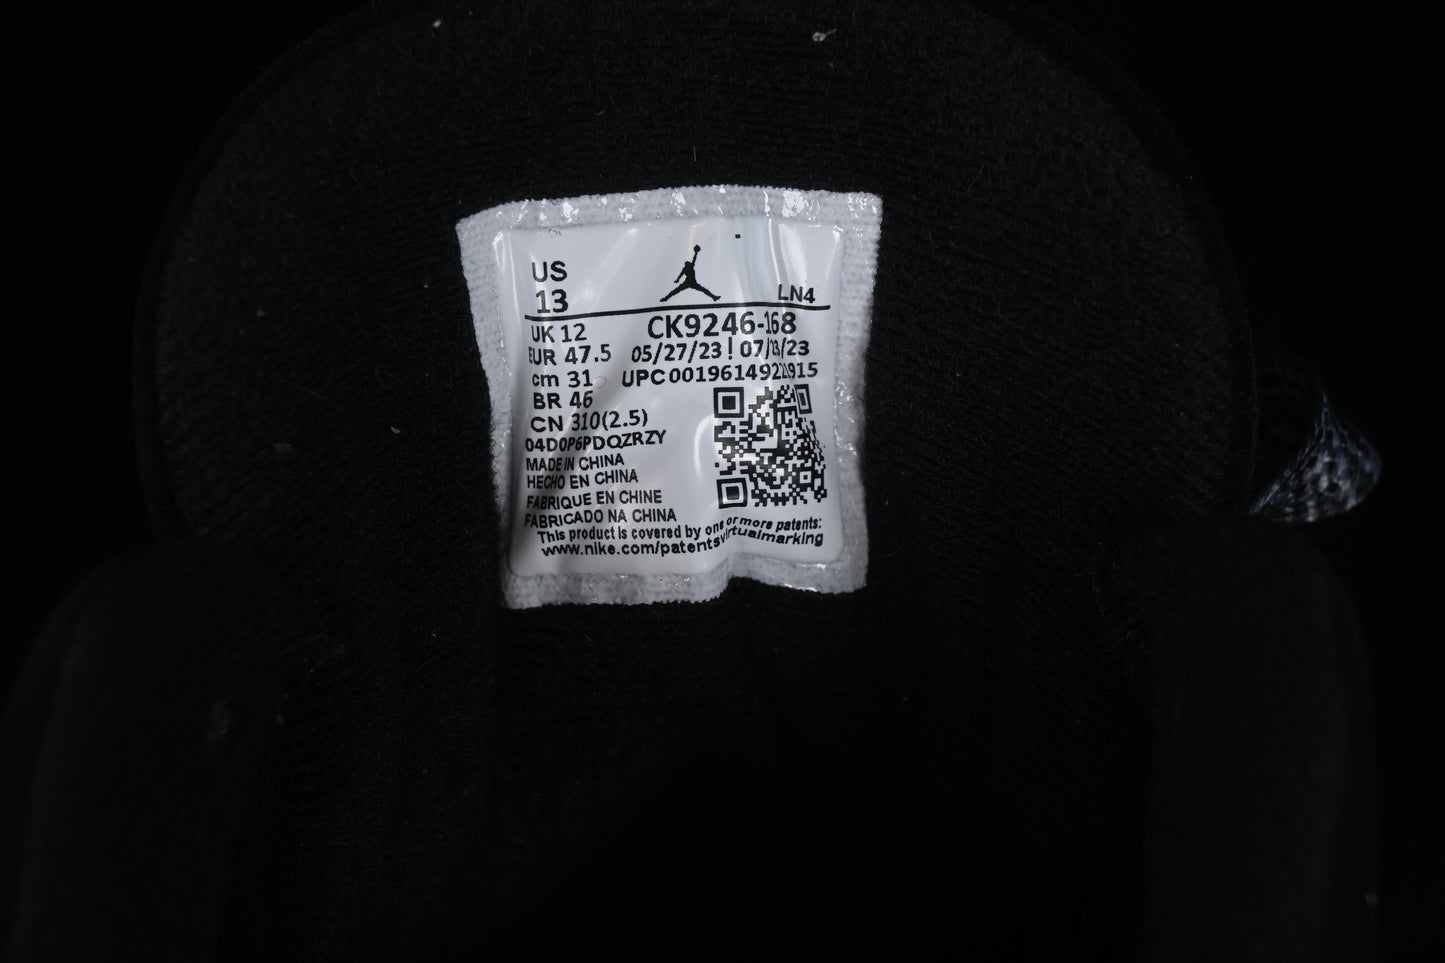 US
13
LN4
UK 12
CK9246-168
EUR 47.5
05/27/23 | 07/ /23
cm 31
BR 46
CN 310(2.5)
04D0P6PDQZRZY
MADE IN CHINA
HECHO EN CHINA
FABRIQUE EN CHINE
FABRICADO NA CHINA
This product is covered by one or more patents:
www.nike.com/patentsvirtualmarking